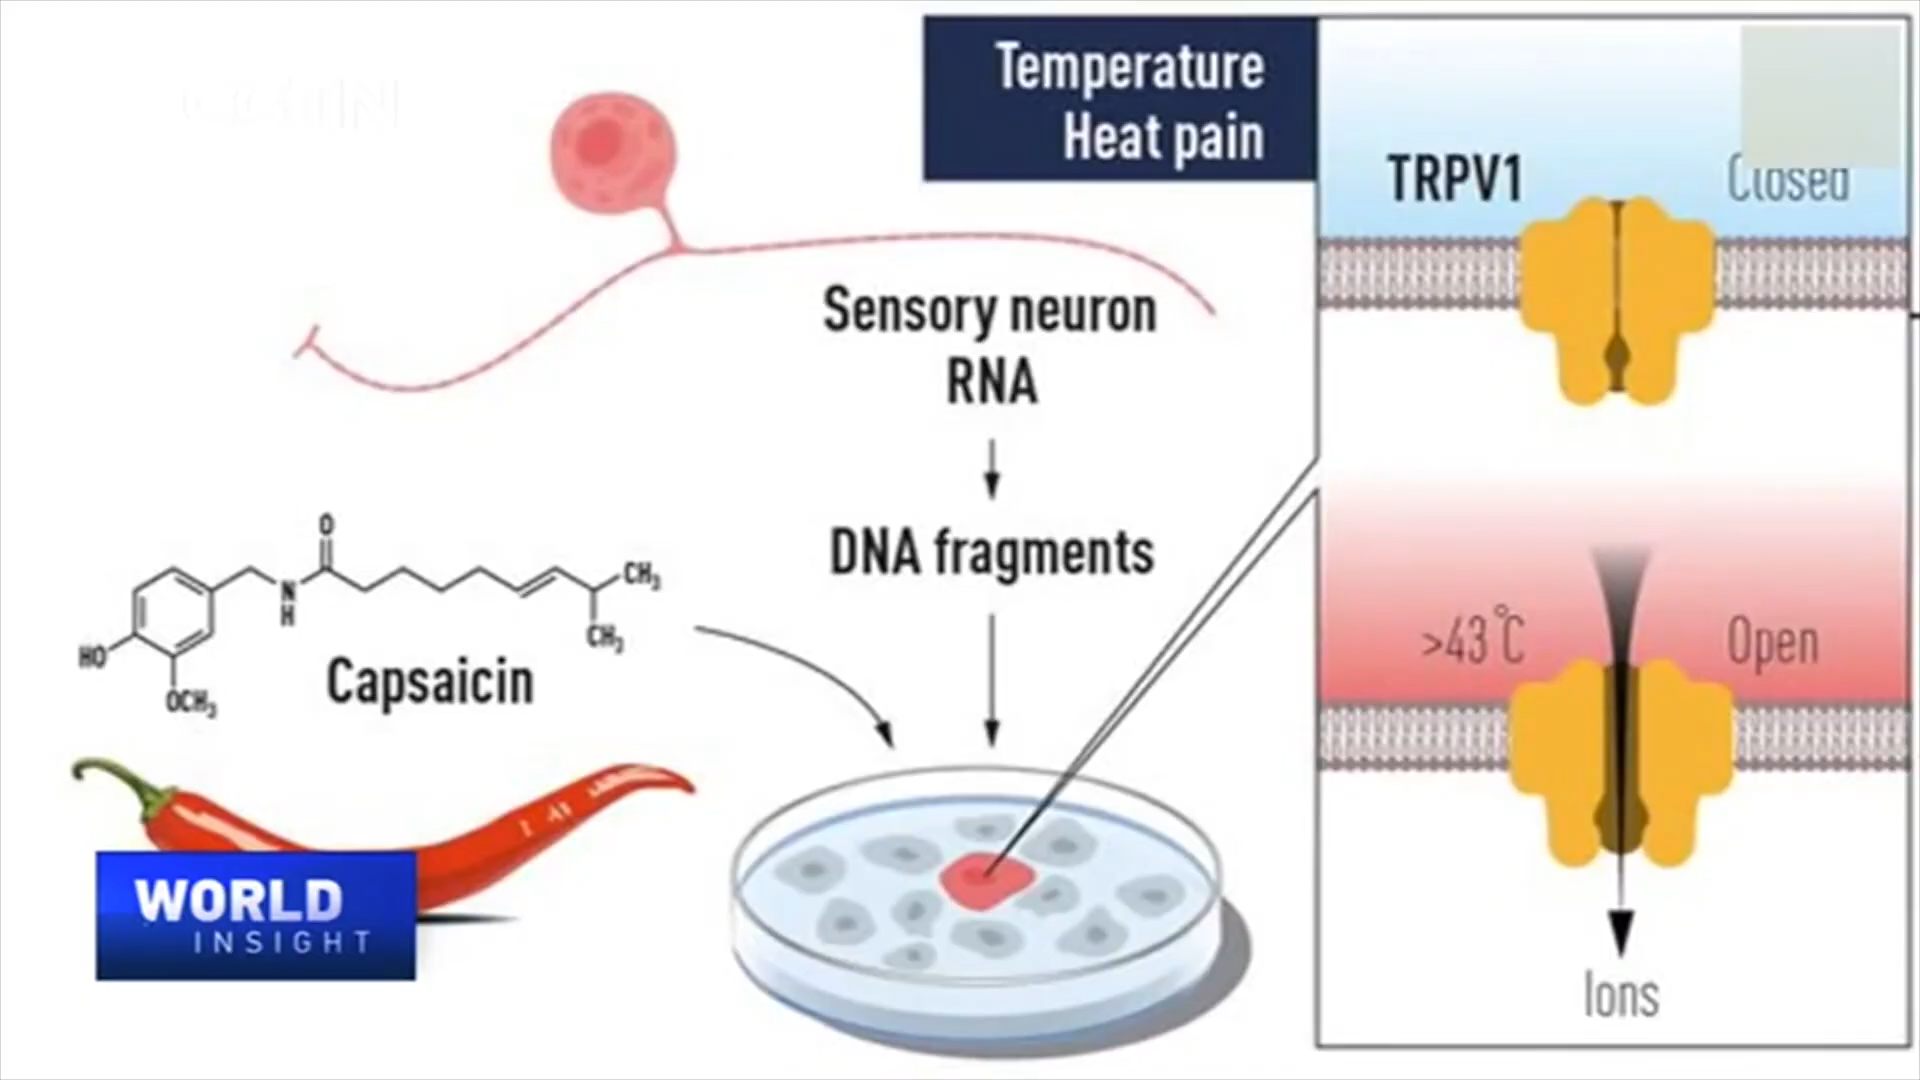 Temperature
Heat pain
TRPV1
Closed
Sensory neuron
RNA
DNA fragments
O
N
H
CH3
CH3
HO
OCH3
Capsaicin
>43°C
Open
Ions
WORLD
INSIGHT